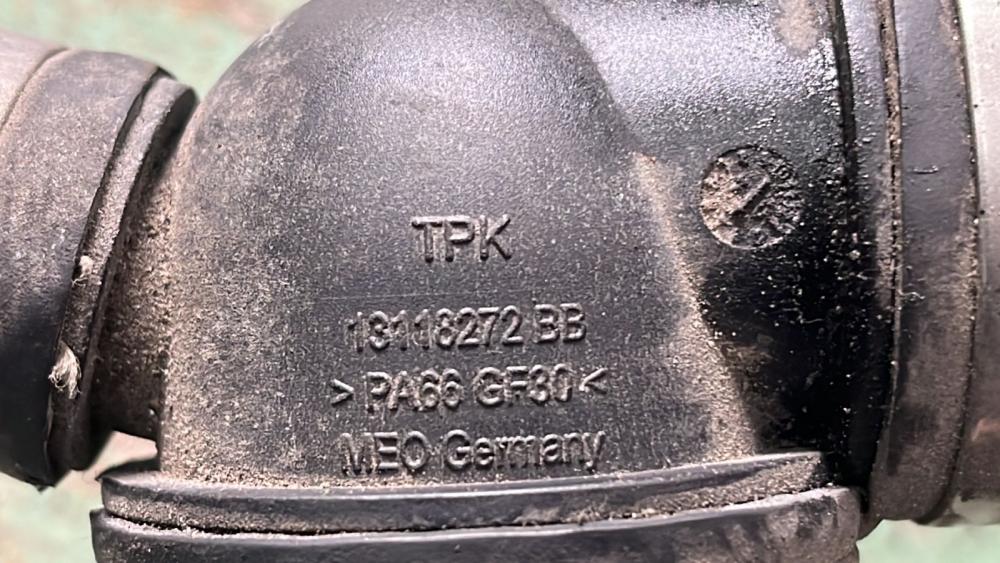 TPK
13118272 BB
> PA66 GF30 <
MEO Germany